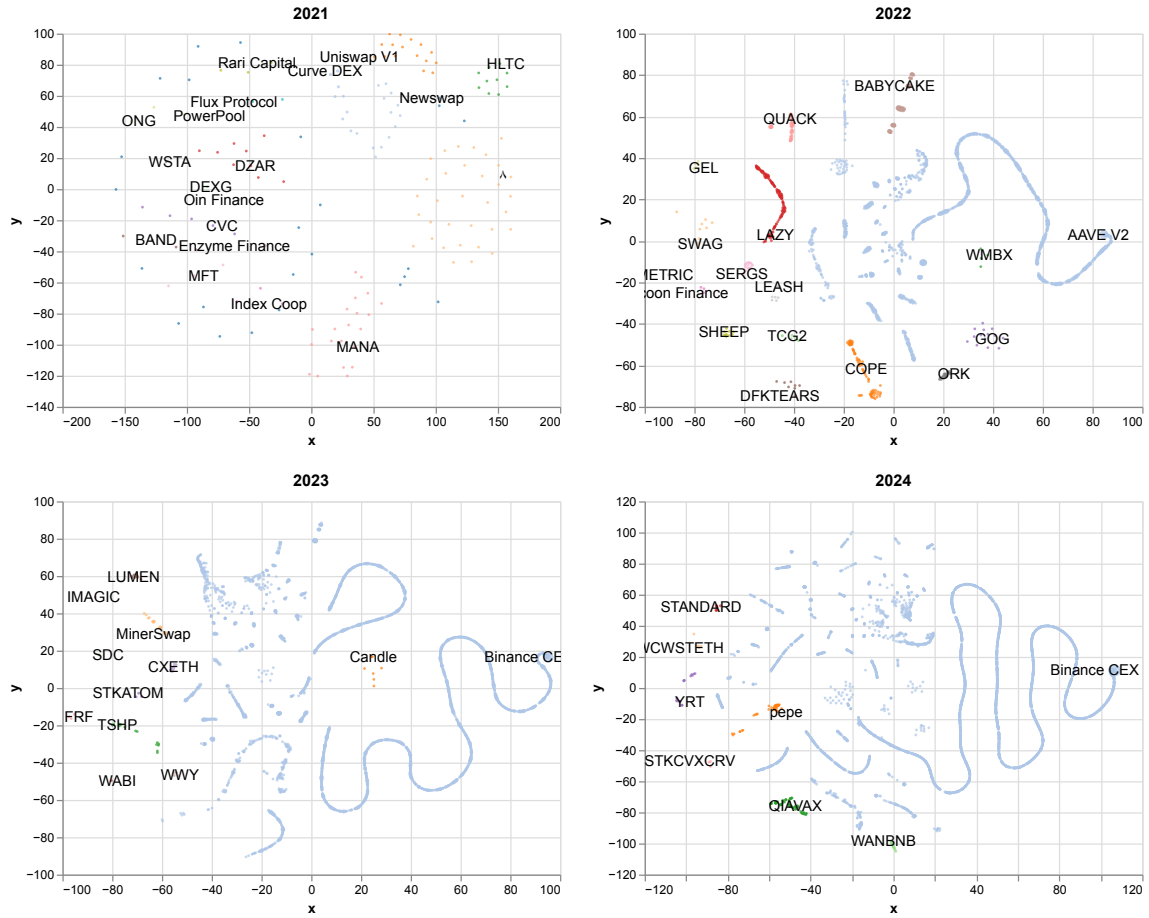 2021
2022
100
80
60
40
20
0
−20
−40
−60
−80
−100
−120
−140
y
Uniswap V1
Rari Capital
Curve DEX
HLTC
Flux Protocol
Newswap
PowerPool
ONG
WSTA
DZAR
DEXG
Oin Finance
CVC
BAND
Enzyme Finance
MFT
Index Coop
MANA
−200
−150
−100
−50
0
50
100
150
200
x
100
80
60
40
20
0
−20
−40
−60
−80
y
BABYCAKE
QUACK
GEL
LAZY
AAVE V2
SWAG
WMBX
METRIC
SERGS
coon Finance
LEASH
SHEEP
TCG2
GOG
COPE
ORK
DFKTEARS
−100
−80
−60
−40
−20
0
20
40
60
80
100
x
2023
2024
100
80
60
40
20
0
−20
−40
−60
−80
−100
y
LUMEN
IMAGIC
MinerSwap
SDC
CXETH
Candle
Binance CE
STKATOM
FRF
TSHP
WABI
WWY
−100
−80
−60
−40
−20
0
20
40
60
80
100
x
120
100
80
60
40
20
0
−20
−40
−60
−80
−100
−120
y
STANDARD
WCWSTETH
Binance CEX
YRT
pepe
STKCVXCRV
QIAVAX
WANBNB
−120
−80
−40
0
40
80
120
x